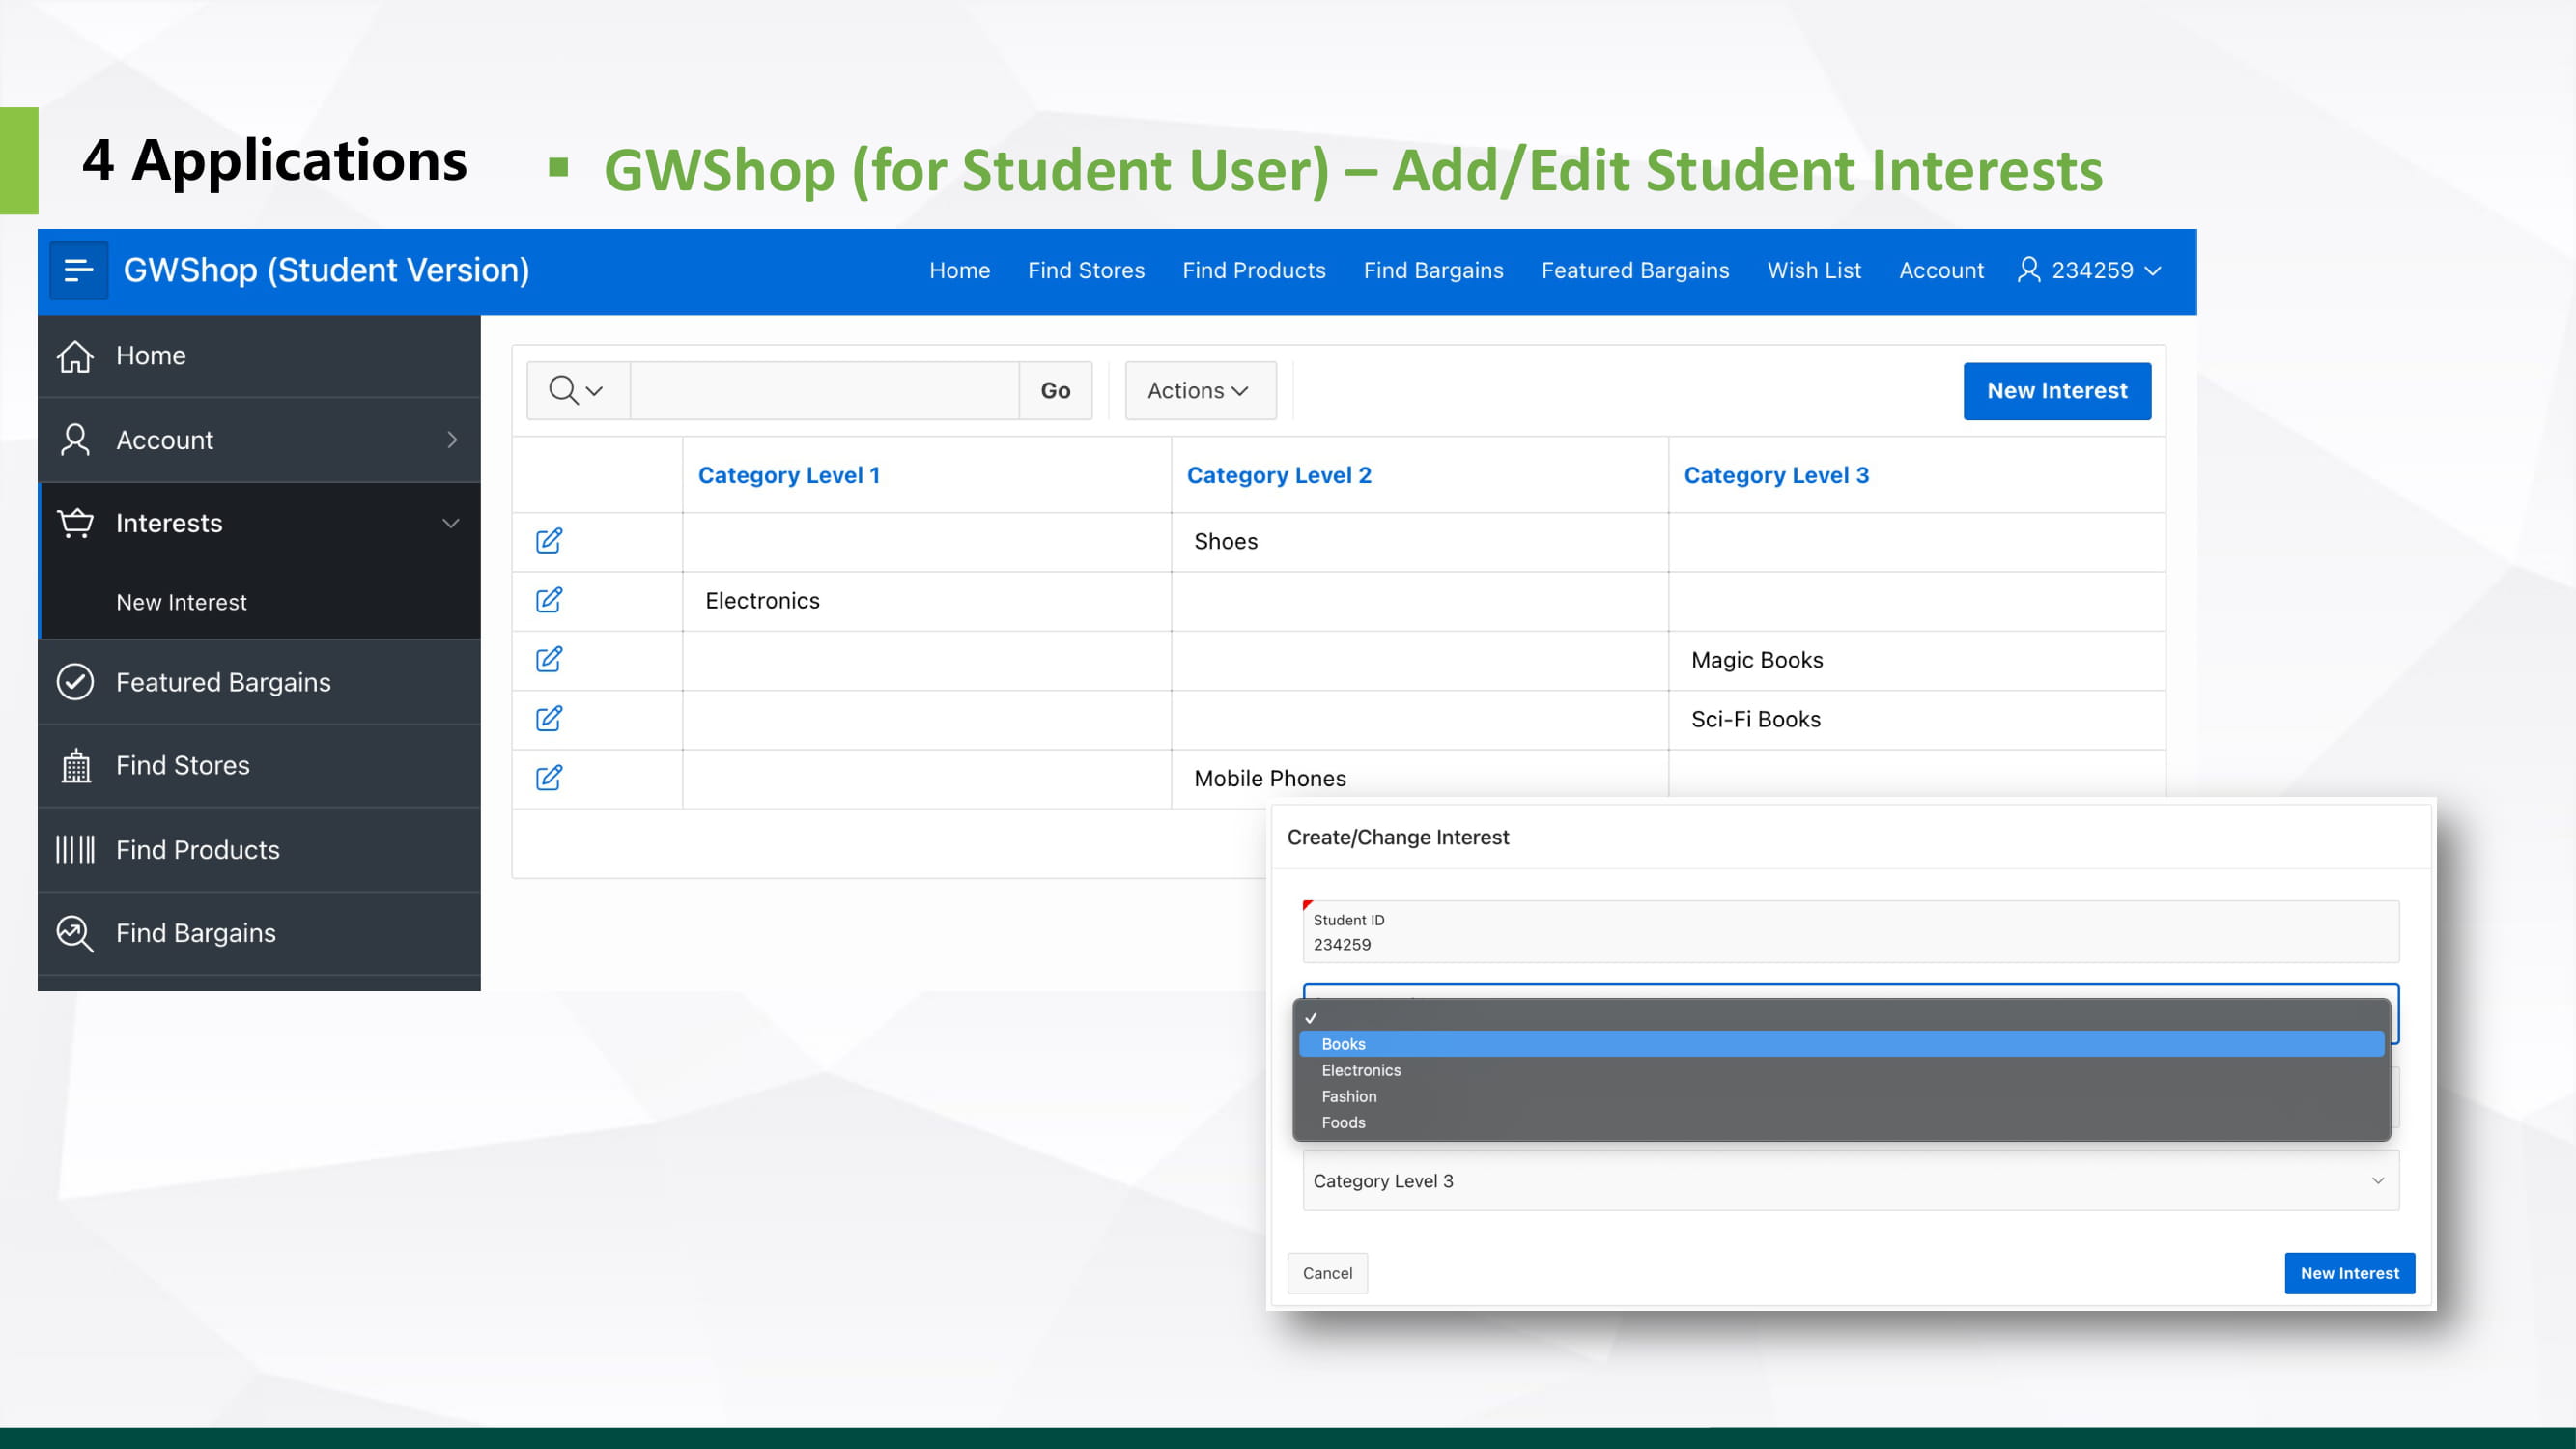 4 Applications
▪ GWShop (for Student User) – Add/Edit Student Interests
GWShop (Student Version)
Home Find Stores Find Products Find Bargains Featured Bargains Wish List Account 234259
Home
Account
Interests
New Interest
Featured Bargains
Find Stores
Find Products
Find Bargains
Go Actions New Interest
Category Level 1 Category Level 2 Category Level 3
Shoes
Electronics
Magic Books
Sci-Fi Books
Mobile Phones
Create/Change Interest
Student ID
234259
Books
Electronics
Fashion
Foods
Category Level 3
Cancel New Interest